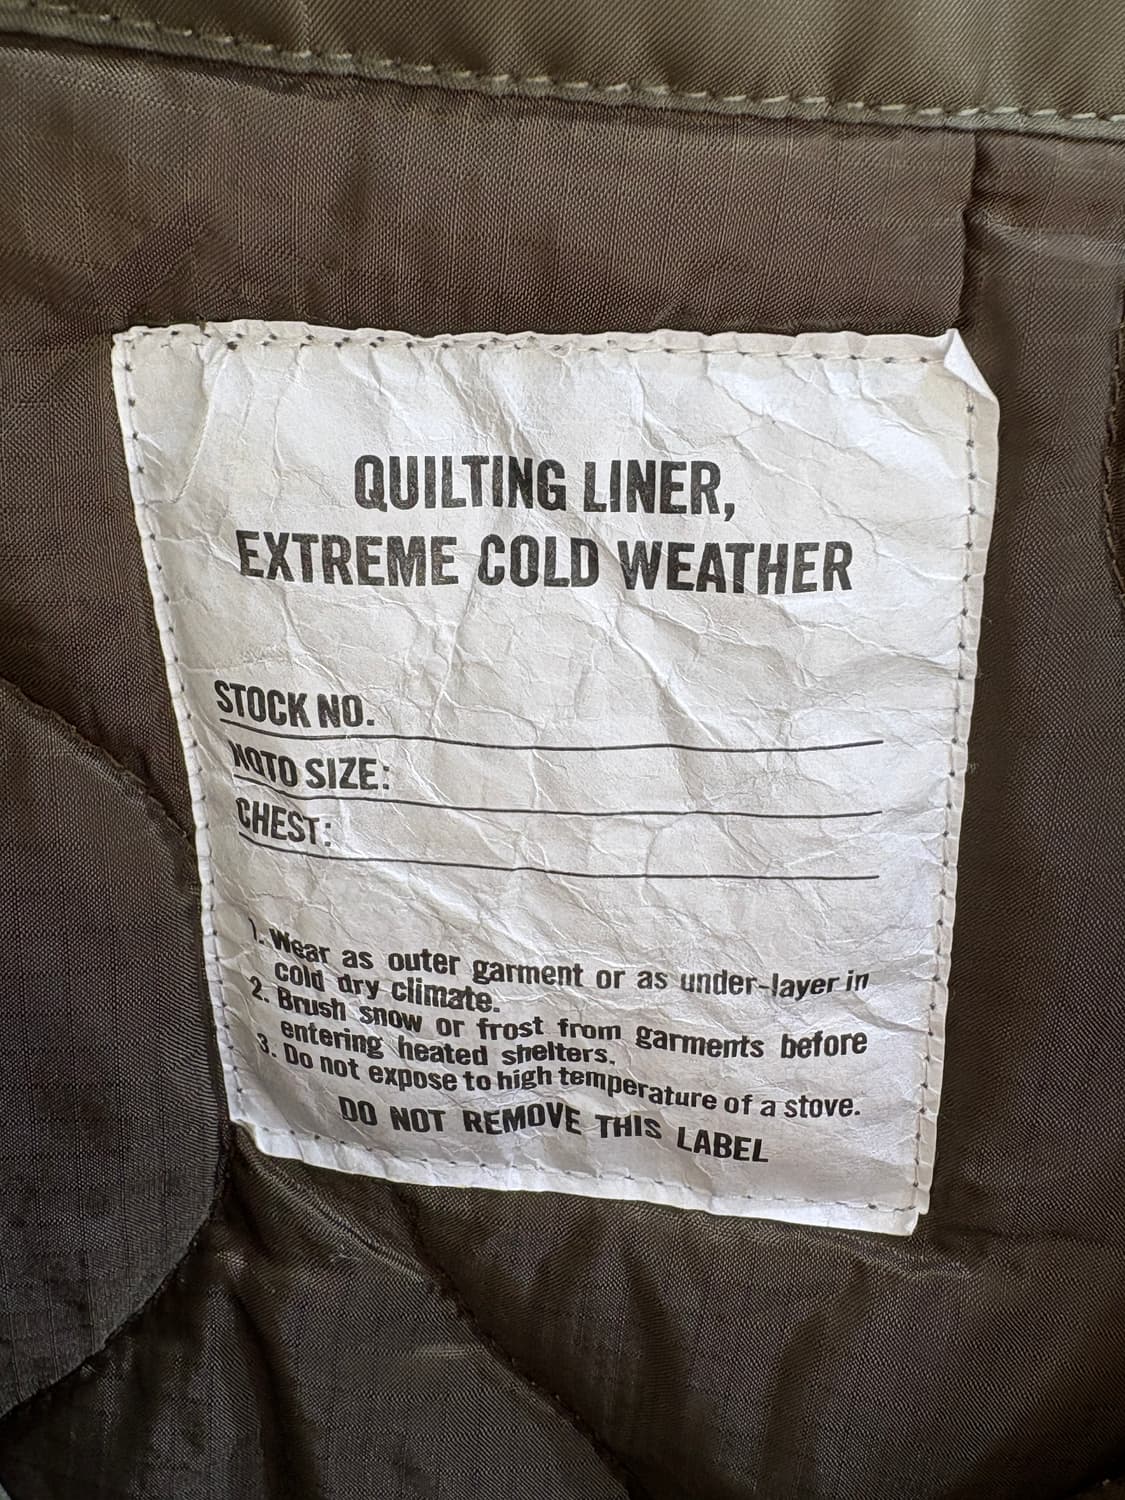 QUILTING LINER,
EXTREME COLD WEATHER
STOCK NO.
NOTO SIZE:
CHEST:
1. Wear as outer garment or as under-layer in
cold dry climate.
2. Brush snow or frost from garments before
entering heated shelters.
3. Do not expose to high temperature of a stove.
DO NOT REMOVE THIS LABEL